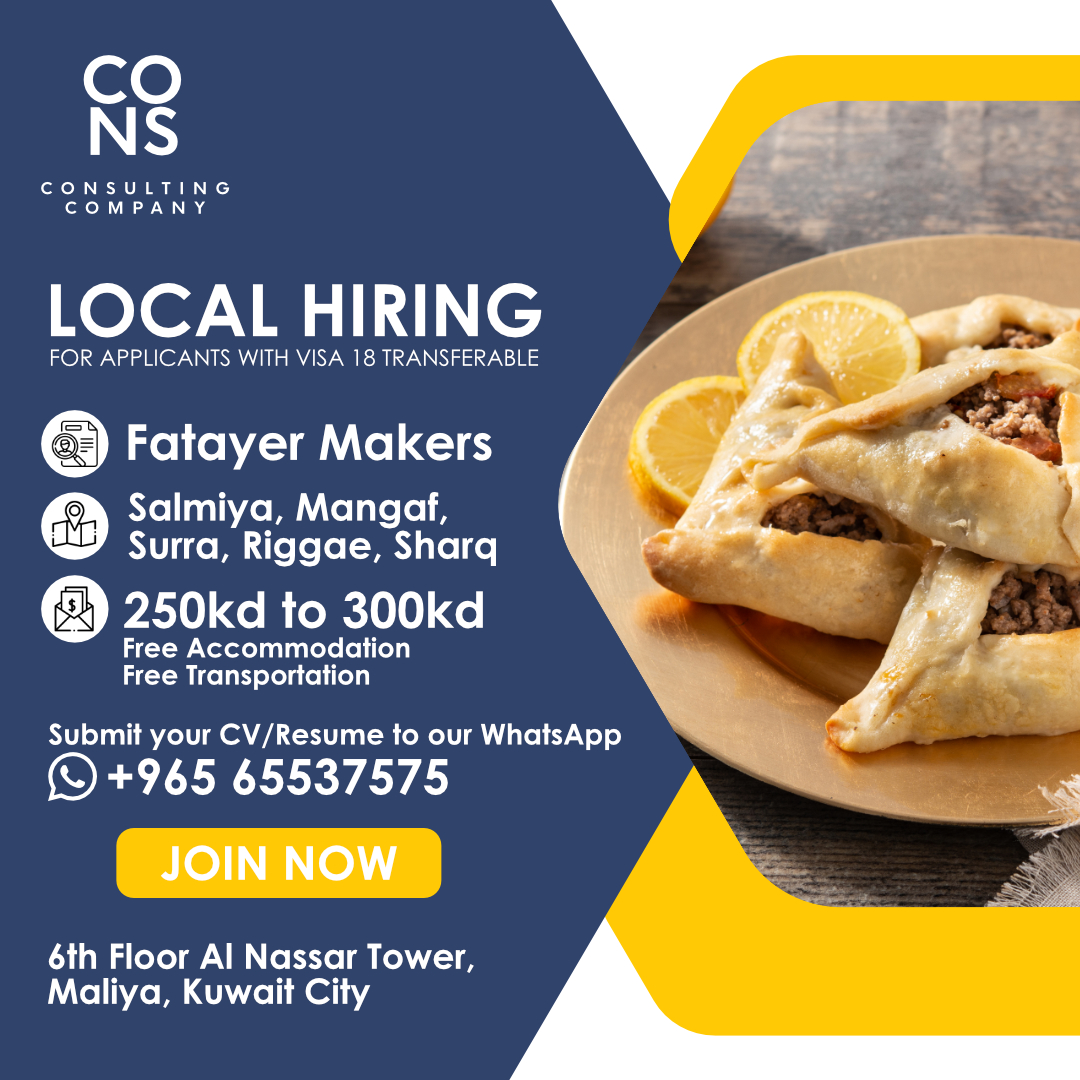 CO
NS
CONSULTING
COMPANY
LOCAL HIRING
FOR APPLICANTS WITH VISA 18 TRANSFERABLE
Fatayer Makers
Salmiya, Mangaf,
Surra, Riggae, Sharq
250kd to 300kd
Free Accommodation
Free Transportation
Submit your CV/Resume to our WhatsApp
+965 65537575
JOIN NOW
6th Floor Al Nassar Tower,
Maliya, Kuwait City